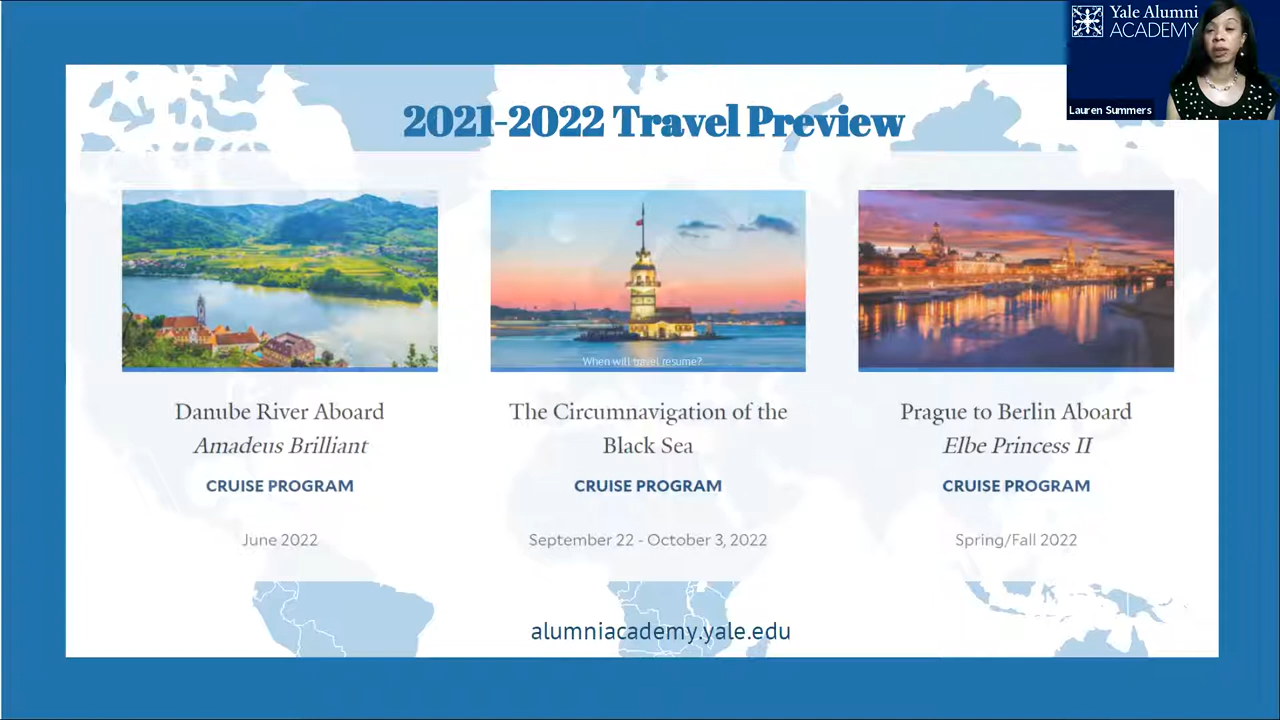 Yale Alumni
ACADEMY
Lauren Summers
2021-2022 Travel Preview
When will travel resume?
Danube River Aboard
Amadeus Brilliant
CRUISE PROGRAM
June 2022
The Circumnavigation of the
Black Sea
CRUISE PROGRAM
September 22 - October 3, 2022
Prague to Berlin Aboard
Elbe Princess II
CRUISE PROGRAM
Spring/Fall 2022
alumniacademy.yale.edu